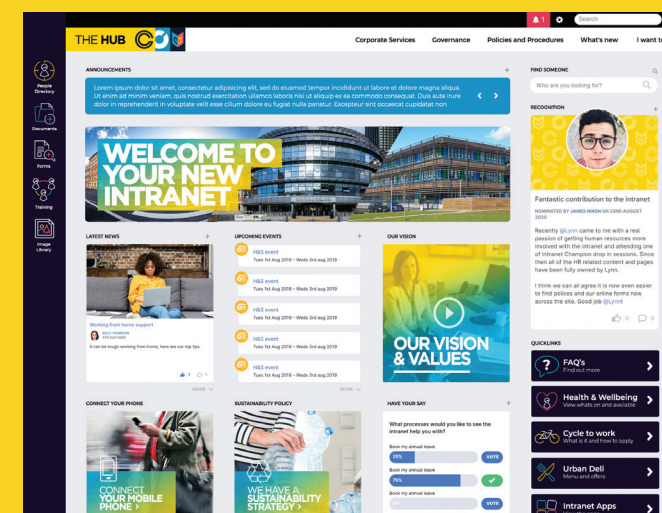 1
Search
THE HUB
Corporate Services
Governance
Policies and Procedures
What's new
I want to
People
Directory
Documents
Forms
Training
Image
Library
ANNOUNCEMENTS
Lorem ipsum dolor sit amet, consectetur adipisicing elit, sed do eiusmod tempor incididunt ut labore et dolore magna aliqua.
Ut enim ad minim veniam, quis nostrud exercitation ullamco laboris nisi ut aliquip ex ea commodo consequat. Duis aute irure
dolor in reprehenderit in voluptate velit esse cillum dolore eu fugiat nulla pariatur. Excepteur sint occaecat cupidatat non
WELCOME TO
YOUR NEW
INTRANET
LATEST NEWS
Working from home support
KELLY THOMPSON
It can be tough working from home, here are our top tips.
1
MORE
UPCOMING EVENTS
H&S event
Tues 1st Aug 2019 – Weds 3rd aug 2019
H&S event
Tues 1st Aug 2019 – Weds 3rd aug 2019
H&S event
Tues 1st Aug 2019 – Weds 3rd aug 2019
H&S event
Tues 1st Aug 2019 – Weds 3rd aug 2019
H&S event
Tues 1st Aug 2019 – Weds 3rd aug 2019
MORE
OUR VISION
OUR VISION
& VALUES
CONNECT YOUR PHONE
CONNECT
YOUR MOBILE
PHONE >
SUSTAINABILITY POLICY
WE HAVE A
SUSTAINABILITY
STRATEGY >
HAVE YOUR SAY
What processes would you like to see the
intranet help you with?
Book my annual leave
25%
VOTE
Book my annual leave
75%
Book my annual leave
VOTE
FIND SOMEONE
Who are you looking for?
RECOGNITION
Fantastic contribution to the intranet
NOMINATED BY JAMES NIXON ON 22ND AUGUST
2020
Recently @Lynn came to me with a real
passion of getting human resources more
involved with the intranet and attending one
of Intranet Champion drop in sessions. Since
then all of the HR related content and pages
have been fully owned by Lynn.
I think we can all agree it is now even easier
to find polices and our online forms now
across the site. Good job @Lynn!
0
0
QUICKLINKS
FAQ's
Find out more
Health & Wellbeing
View whats on and available
Cycle to work
What is it and how to apply
Urban Deli
Menu and offers
Intranet Apps